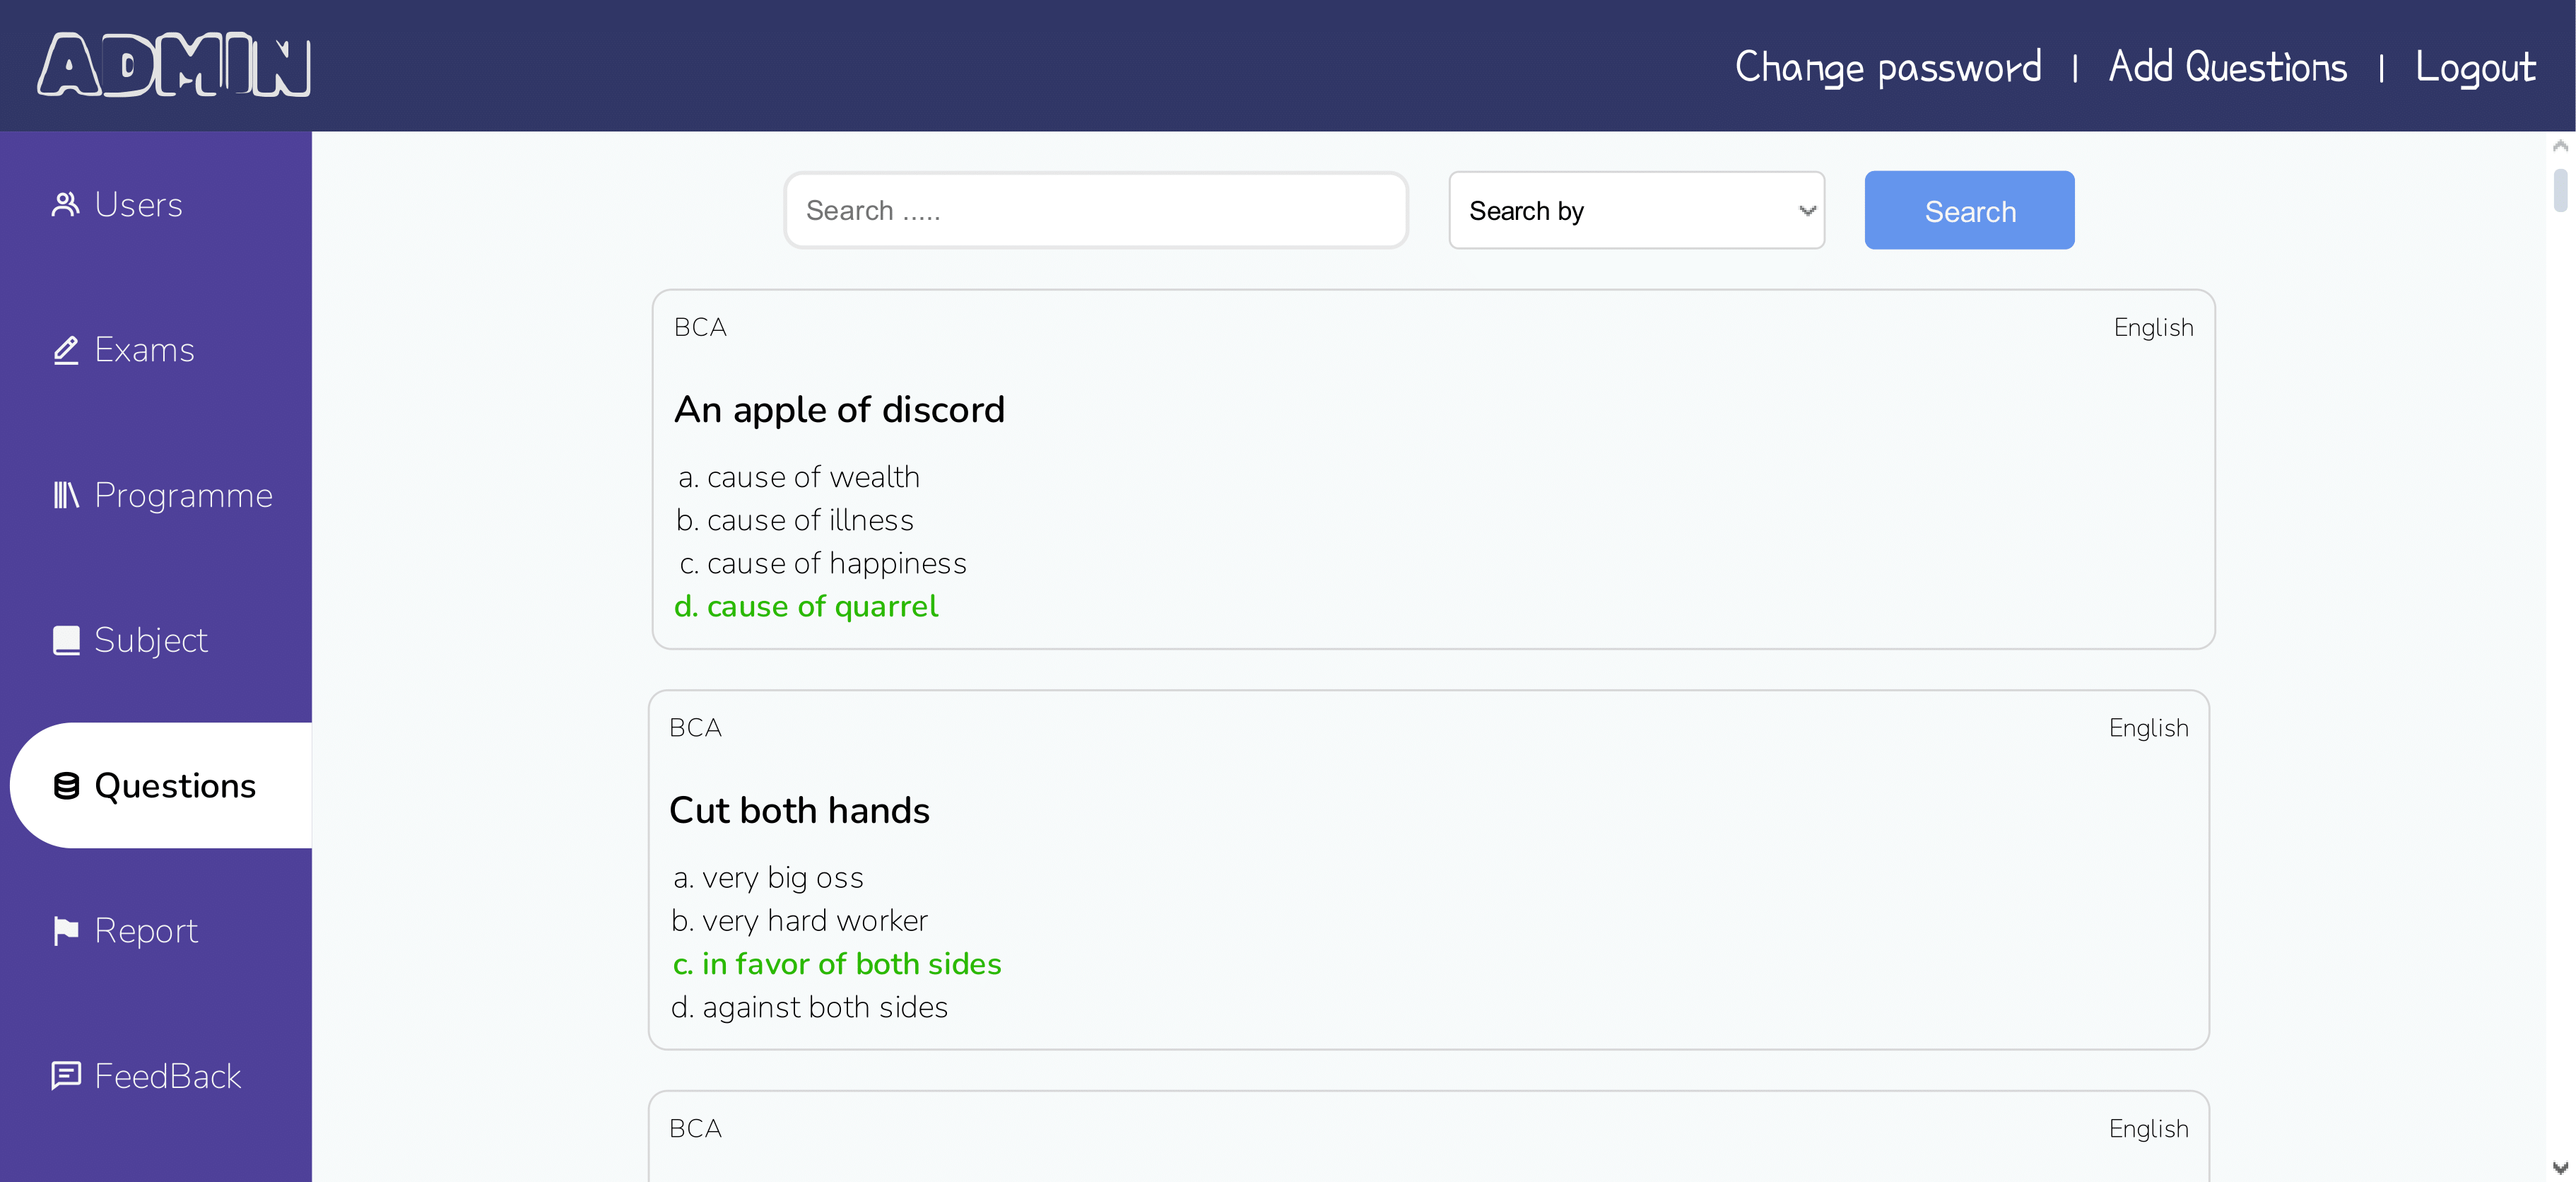 ADMIN
Change password | Add Questions | Logout
Users
Exams
Programme
Subject
Questions
Report
FeedBack
Search .....
Search by
Search
BCA English
An apple of discord
a. cause of wealth
b. cause of illness
c. cause of happiness
d. cause of quarrel
BCA English
Cut both hands
a. very big oss
b. very hard worker
c. in favor of both sides
d. against both sides
BCA English